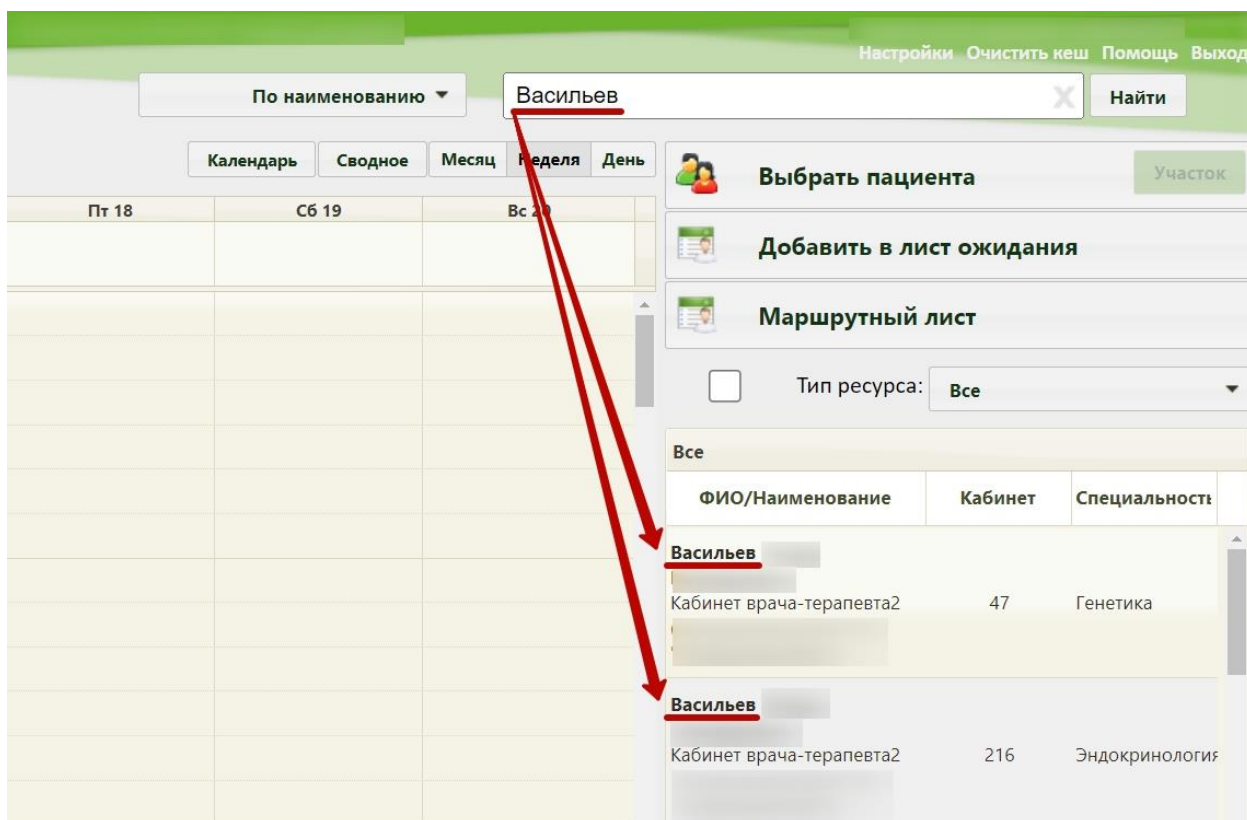 Настройки Очистить кеш Помощь Выход
По наименованию Васильев X Найти
Календарь Сводное Месяц Неделя День
Выбрать пациента Участок
Пт 18 Сб 19 Вс 20
Добавить в лист ожидания
Маршрутный лист
Тип ресурса: Все
Все
ФИО/Наименование Кабинет Специальность
Васильев
Кабинет врача-терапевта2 47 Генетика
Васильев
Кабинет врача-терапевта2 216 Эндокринология